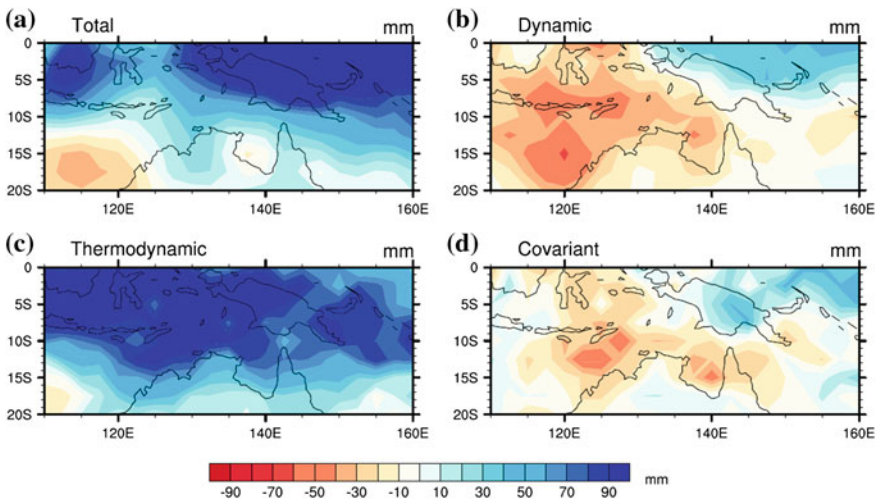 (a) Total mm
(b) Dynamic mm
0
5S
10S
15S
20S
120E 140E 160E
0
5S
10S
15S
20S
120E 140E 160E
(c) Thermodynamic mm
(d) Covariant mm
0
5S
10S
15S
20S
120E 140E 160E
0
5S
10S
15S
20S
120E 140E 160E
-90 -70 -50 -30 -10 10 30 50 70 90 mm